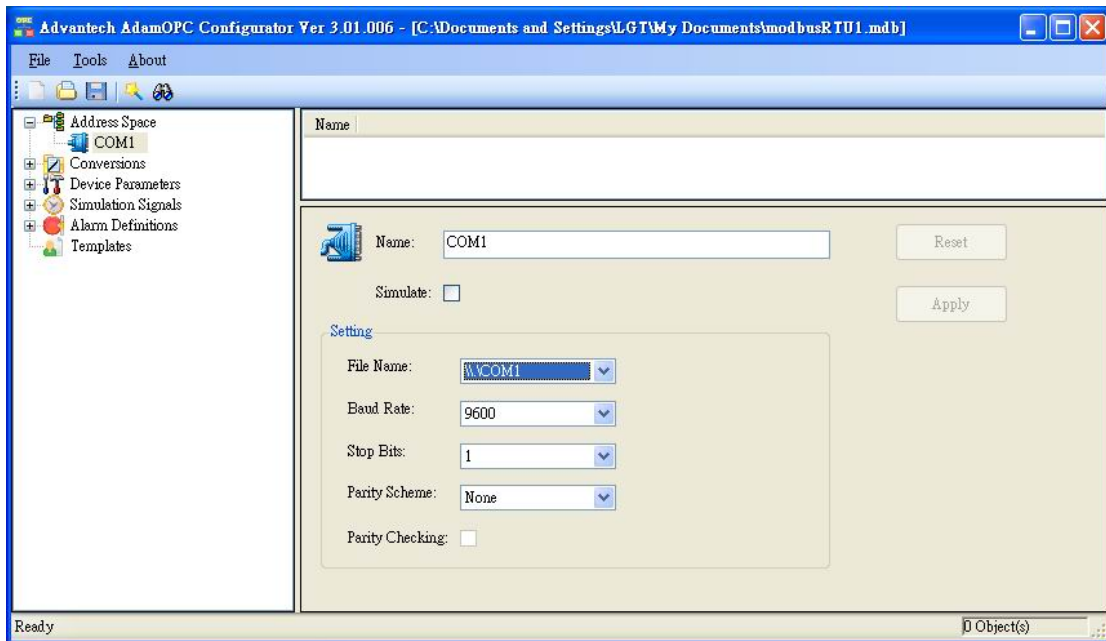 OPC Advantech AdamOPC Configurator Ver 3.01.006 - [C:\Documents and Settings\LGT\My Documents\modbusRTU1.mdb]
File Tools About
Address Space
COM1
Conversions
Device Parameters
Simulation Signals
Alarm Definitions
Templates
Name
Name: COM1 Reset
Simulate: Apply
Setting
File Name: \\.\COM1
Baud Rate: 9600
Stop Bits: 1
Parity Scheme: None
Parity Checking:
Ready 0 Object(s)